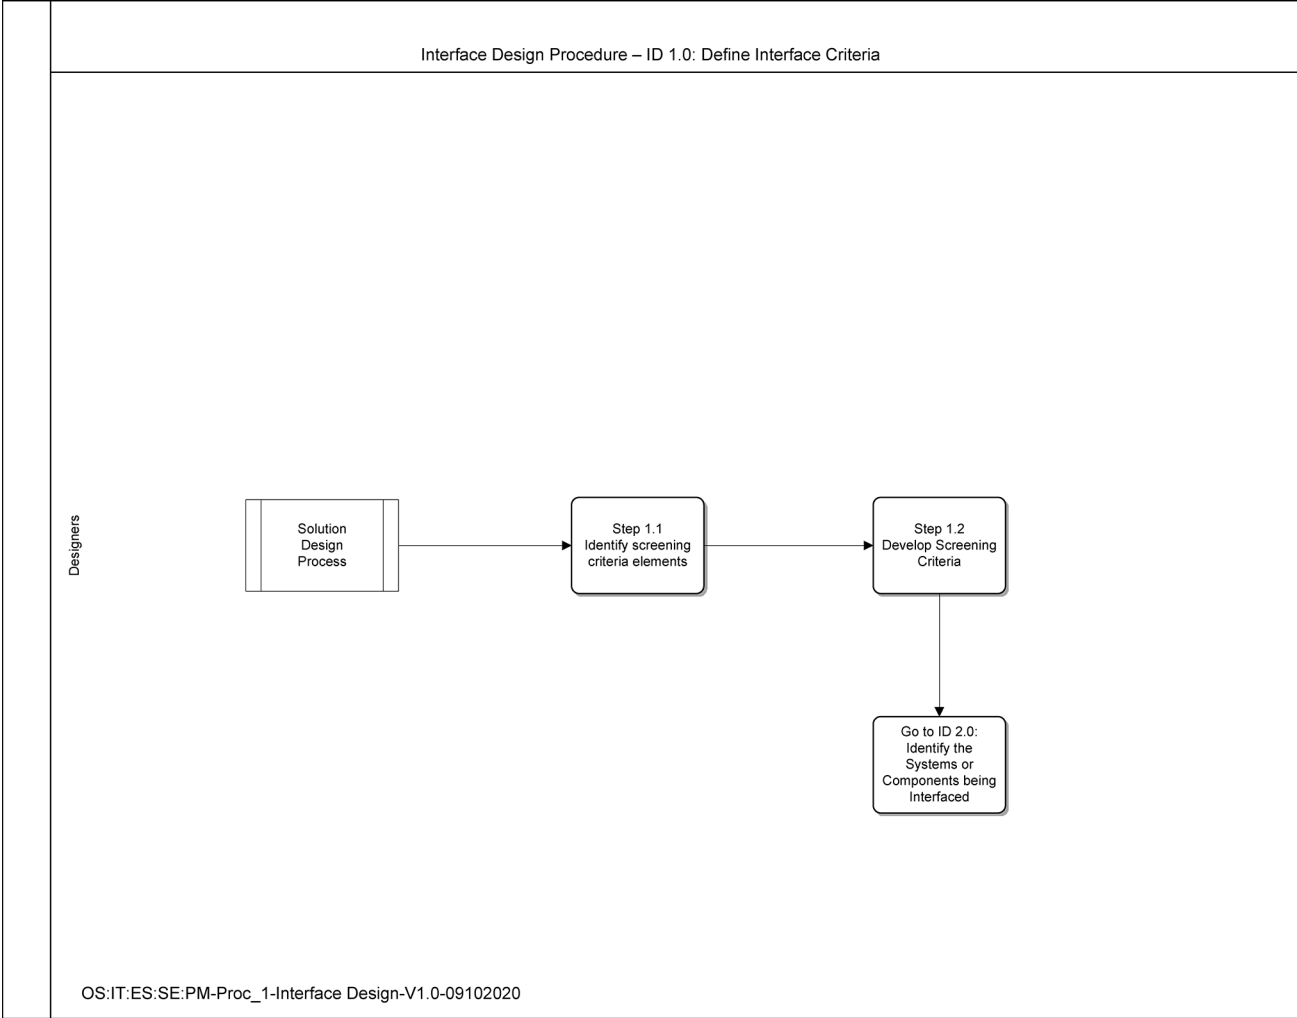 Interface Design Procedure – ID 1.0: Define Interface Criteria
Designers
Solution
Design
Process
Step 1.1
Identify screening
criteria elements
Step 1.2
Develop Screening
Criteria
Go to ID 2.0:
Identify the
Systems or
Components being
Interfaced
OS:IT:ES:SE:PM-Proc_1-Interface Design-V1.0-09102020